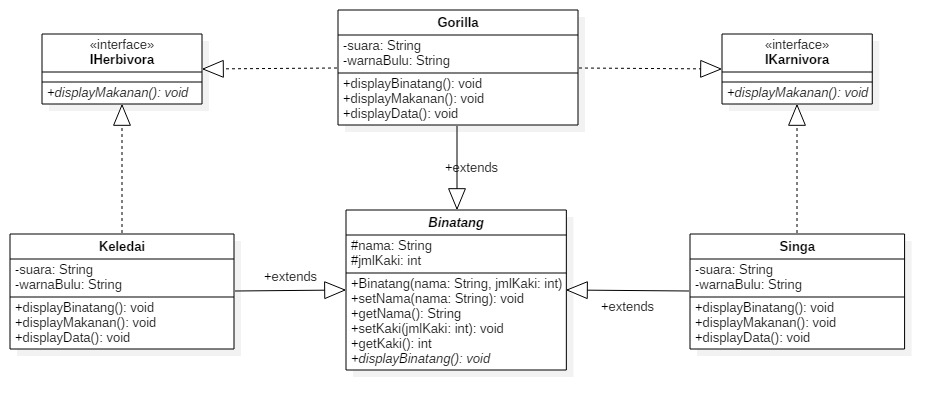 Gorilla
-suara: String
-warnaBulu: String
+displayBinatang(): void
+displayMakanan(): void
+displayData(): void
«interface»
IHerbivora
+displayMakanan(): void
«interface»
IKarnivora
+displayMakanan(): void
+extends
Keledai
-suara: String
-warnaBulu: String
+displayBinatang(): void
+displayMakanan(): void
+displayData(): void
+extends
Binatang
#nama: String
#jmlKaki: int
+Binatang(nama: String, jmlKaki: int)
+setNama(nama: String): void
+getNama(): String
+setKaki(jmlKaki: int): void
+getKaki(): int
+displayBinatang(): void
+extends
Singa
-suara: String
-warnaBulu: String
+displayBinatang(): void
+displayMakanan(): void
+displayData(): void